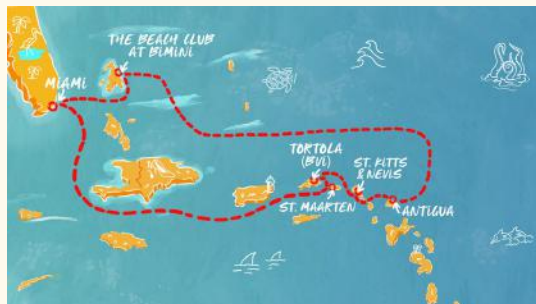 THE BEACH CLUB
AT BIMINI
MIAMI
TORTOLA
(BVI)
ST. KITTS
& NEVIS
ST. MAARTEN
ANTIGUA